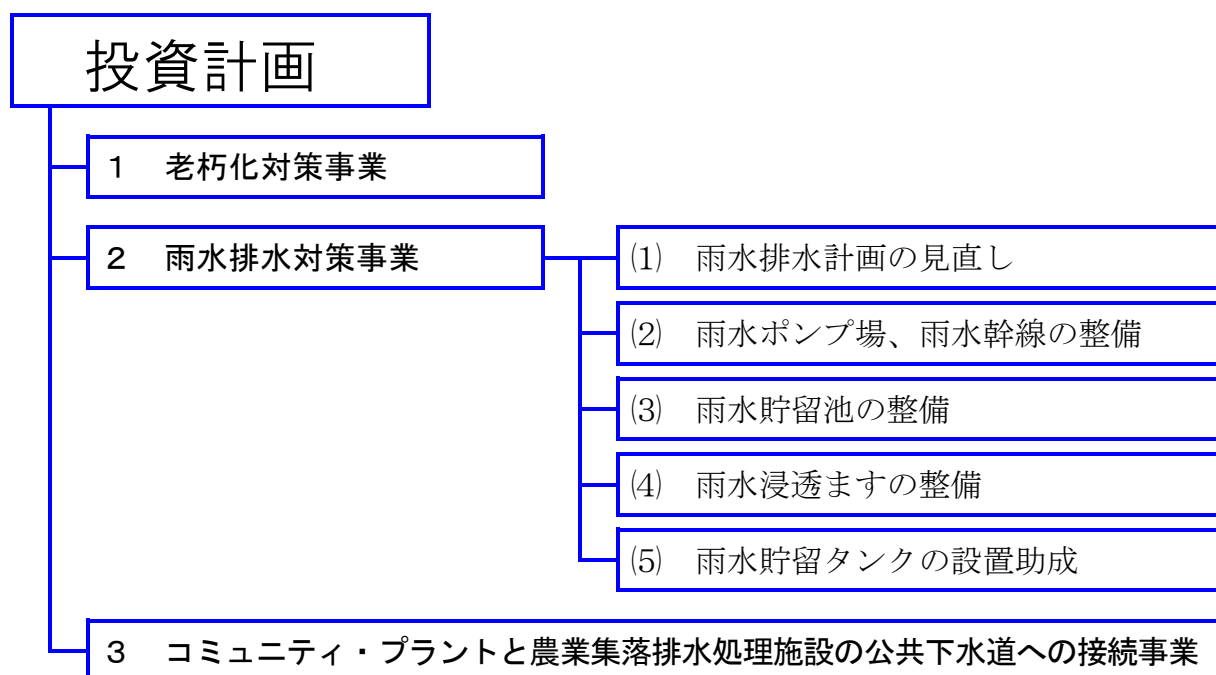 投資計画
１　老朽化対策事業
２　雨水排水対策事業
⑴　雨水排水計画の見直し
⑵　雨水ポンプ場、雨水幹線の整備
⑶　雨水貯留池の整備
⑷　雨水浸透ますの整備
⑸　雨水貯留タンクの設置助成
３　コミュニティ・プラントと農業集落排水処理施設の公共下水道への接続事業